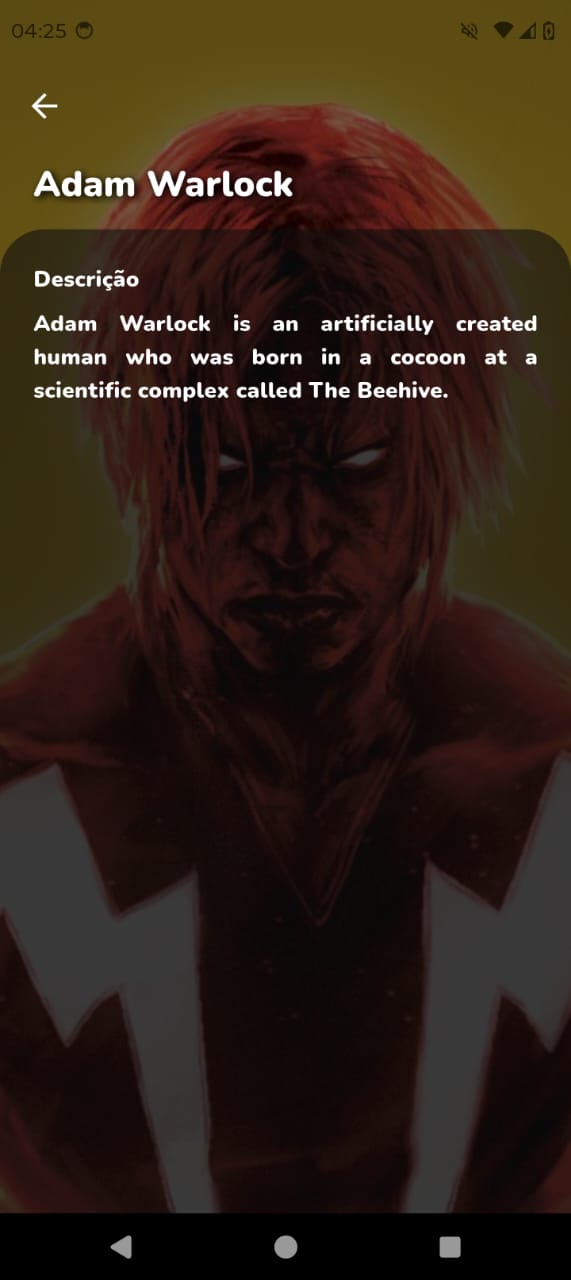 04:25
Adam Warlock
Descrição
Adam Warlock is an artificially created
human who was born in a cocoon at a
scientific complex called The Beehive.